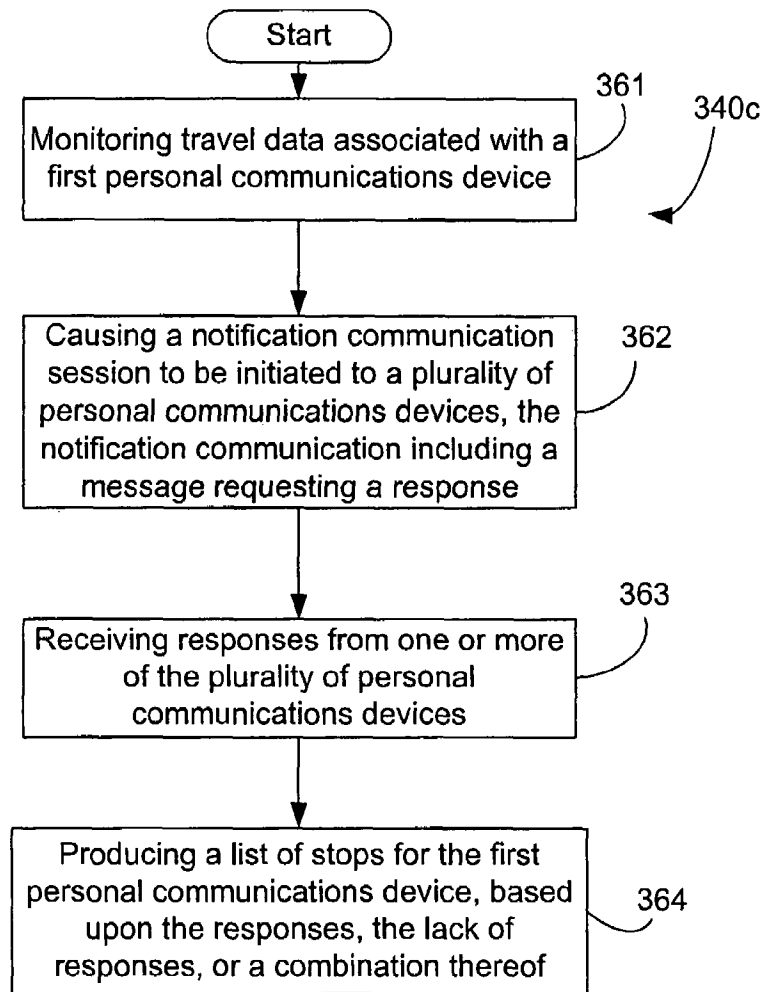 Start
361
340c
Monitoring travel data associated with a
first personal communications device
362
Causing a notification communication
session to be initiated to a plurality of
personal communications devices, the
notification communication including a
message requesting a response
363
Receiving responses from one or more
of the plurality of personal
communications devices
364
Producing a list of stops for the first
personal communications device, based
upon the responses, the lack of
responses, or a combination thereof